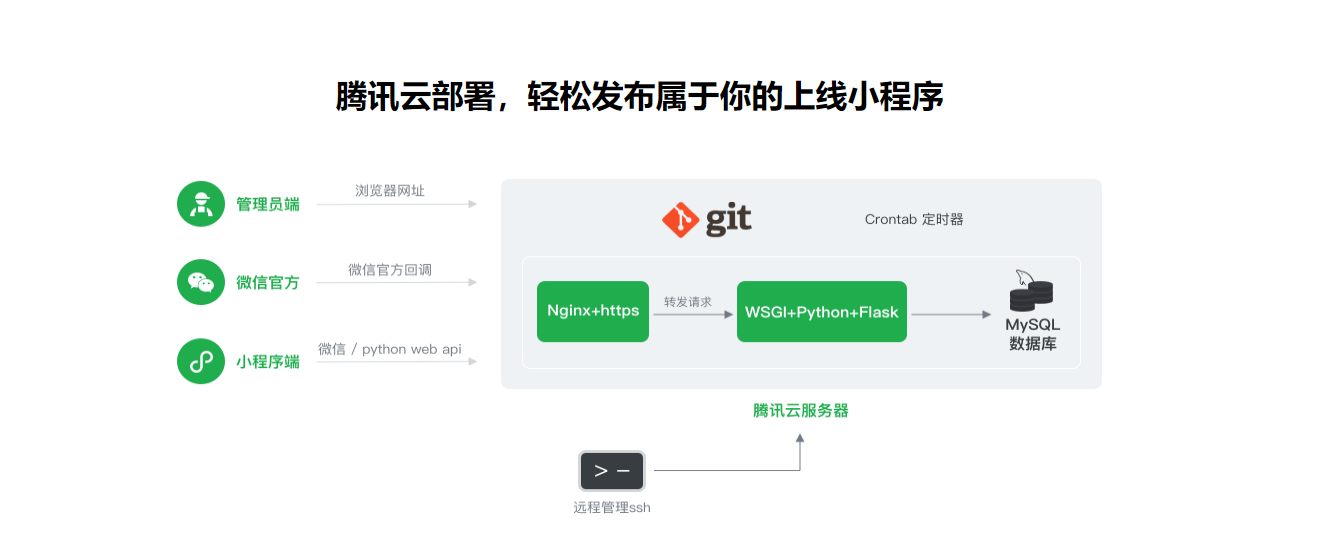 腾讯云部署，轻松发布属于你的上线小程序
管理员端
浏览器网址
微信官方
微信官方回调
小程序端
微信 / python web api
git
Crontab 定时器
Nginx+https
转发请求
WSGI+Python+Flask
MySQL
数据库
腾讯云服务器
> –
远程管理ssh